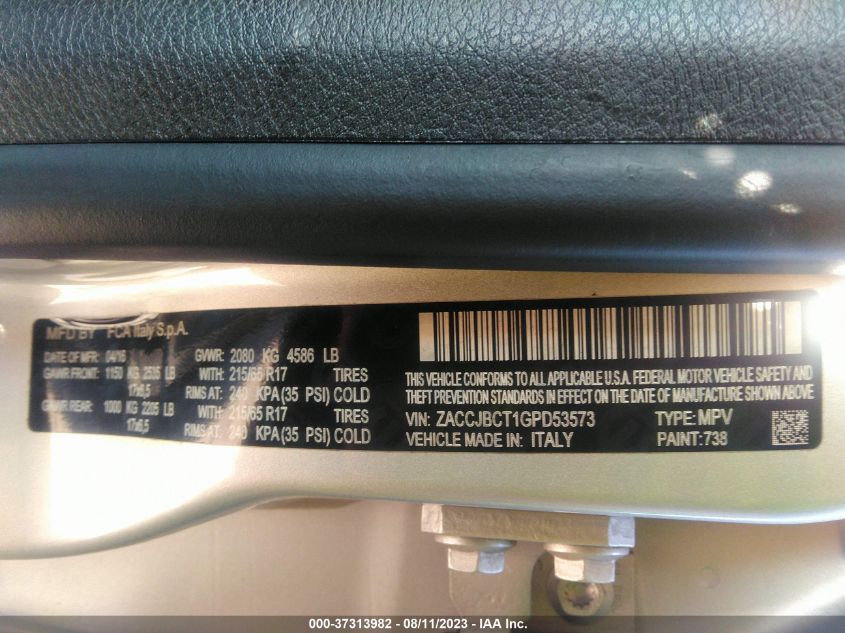 MFD BY FCA Italy S.p.A.
DATE OF MFR 04/16 GVWR: 2080 KG 4586 LB
GAWR FRONT: 1150 KG 2535 LB WITH: 215/65 R17 TIRES
17x6,5 RIMS AT: 240 KPA (35 PSI) COLD
GAWR REAR: 1000 KG 2205 LB WITH: 215/65 R17 TIRES
17x6,5 RIMS AT: 240 KPA (35 PSI) COLD
THIS VEHICLE CONFORMS TO ALL APPLICABLE U.S.A. FEDERAL MOTOR VEHICLE SAFETY AND
THEFT PREVENTION STANDARDS IN EFFECT ON THE DATE OF MANUFACTURE SHOWN ABOVE.
VIN: ZACCJBCT1GPD53573 TYPE: MPV
VEHICLE MADE IN: ITALY PAINT: 738
000-37313982 - 08/11/2023 - IAA Inc.